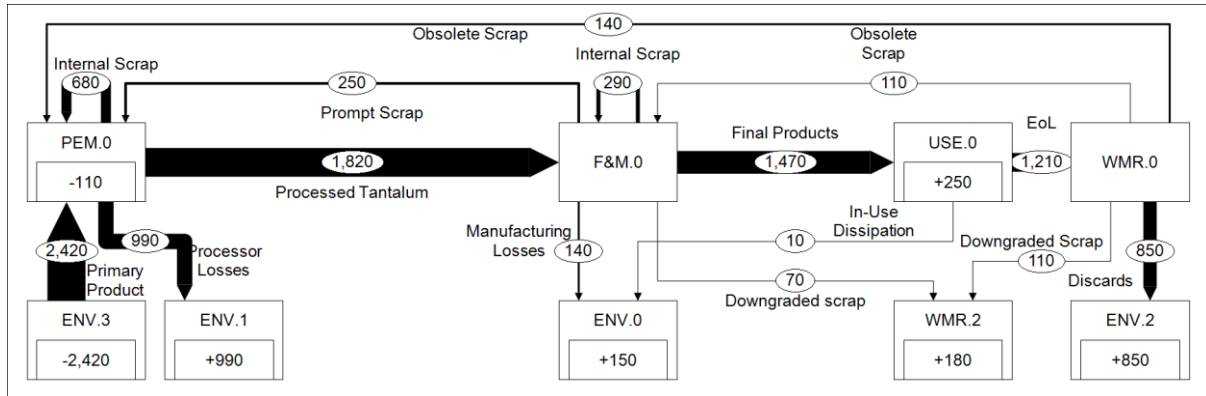 140
Obsolete Scrap
Obsolete
Scrap
Internal Scrap
680
250
Prompt Scrap
Internal Scrap
290
110
PEM.0
-110
1,820
Processed Tantalum
F&M.0
Final Products
1,470
USE.0
+250
EoL
1,210
WMR.0
2,420
Primary
Product
990
Processor
Losses
Manufacturing
Losses
140
10
In-Use
Dissipation
70
Downgraded scrap
Downgraded Scrap
110
850
Discards
ENV.3
-2,420
ENV.1
+990
ENV.0
+150
WMR.2
+180
ENV.2
+850